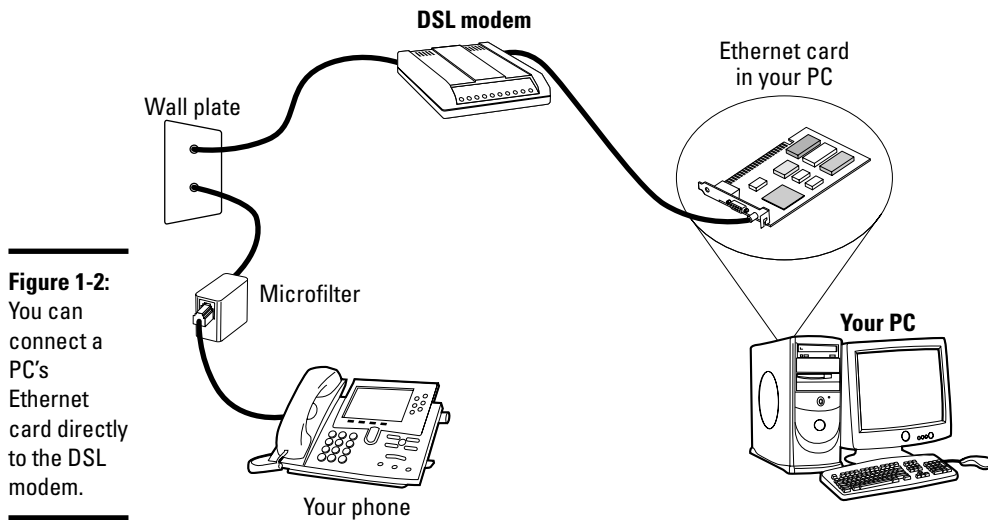 DSL modem
Ethernet card
in your PC
Wall plate
Microfilter
Your PC
Your phone
Figure 1-2:
You can
connect a
PC’s
Ethernet
card directly
to the DSL
modem.